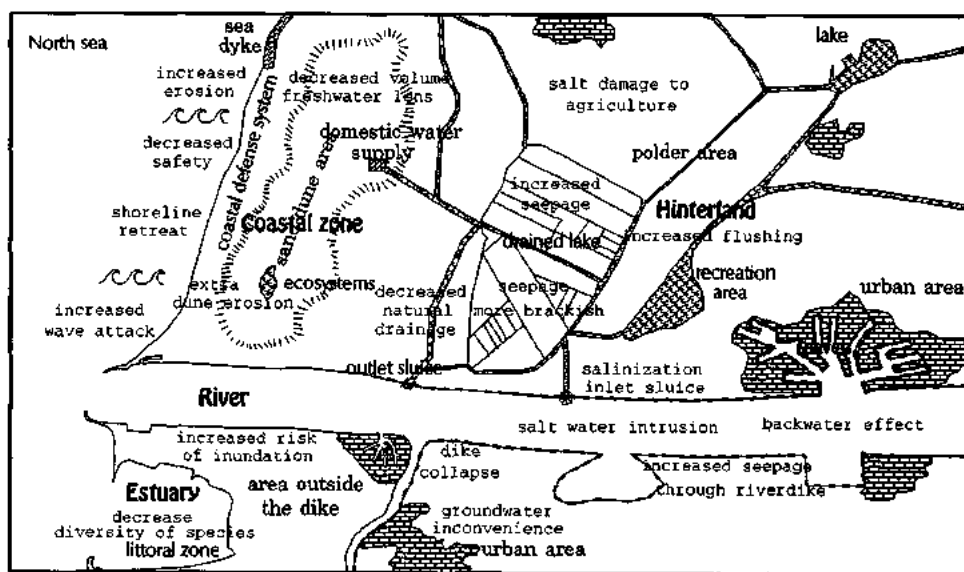 North sea
sea
dyke
lake
increased
erosion
decreased volume
freshwater lens
salt damage to
agriculture
coastal defense system
sand dune area
decreased
safety
domestic water
supply
polder area
increased
seepage
shoreline
retreat
Coastal zone
Hinterland
drained lake
increased flushing
recreation
area
extra
dune erosion
ecosystems
decreased
natural
drainage
seepage
more brackish
urban area
increased
wave attack
outlet sluice
salinization
inlet sluice
River
salt water intrusion
backwater effect
increased risk
of inundation
dike
collapse
increased seepage
through riverdike
area outside
the dike
Estuary
decrease
diversity of species
littoral zone
groundwater
inconvenience
urban area